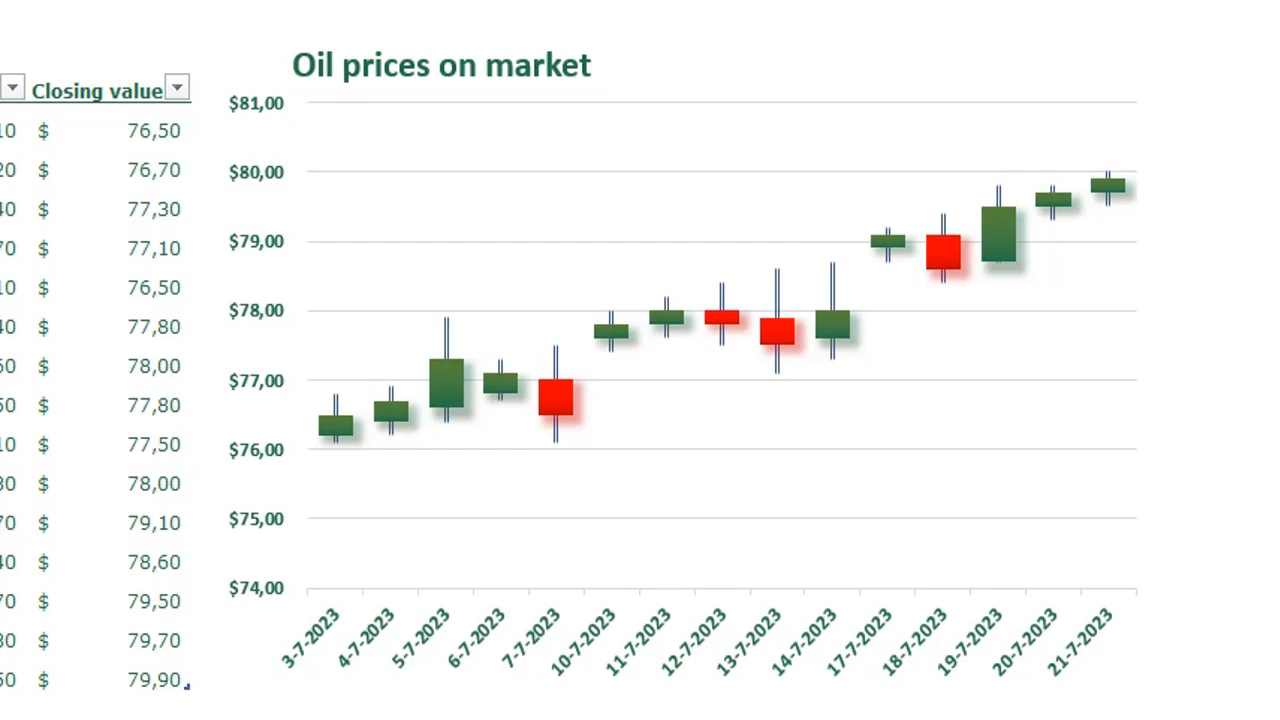 Oil prices on market
Closing value
10 $ 76,50
20 $ 76,70
40 $ 77,30
70 $ 77,10
10 $ 76,50
40 $ 77,80
50 $ 78,00
50 $ 77,80
10 $ 77,50
30 $ 78,00
70 $ 79,10
40 $ 78,60
70 $ 79,50
30 $ 79,70
50 $ 79,90
$81,00
$80,00
$79,00
$78,00
$77,00
$76,00
$75,00
$74,00
3-7-2023
4-7-2023
5-7-2023
6-7-2023
7-7-2023
10-7-2023
11-7-2023
12-7-2023
13-7-2023
14-7-2023
17-7-2023
18-7-2023
19-7-2023
20-7-2023
21-7-2023